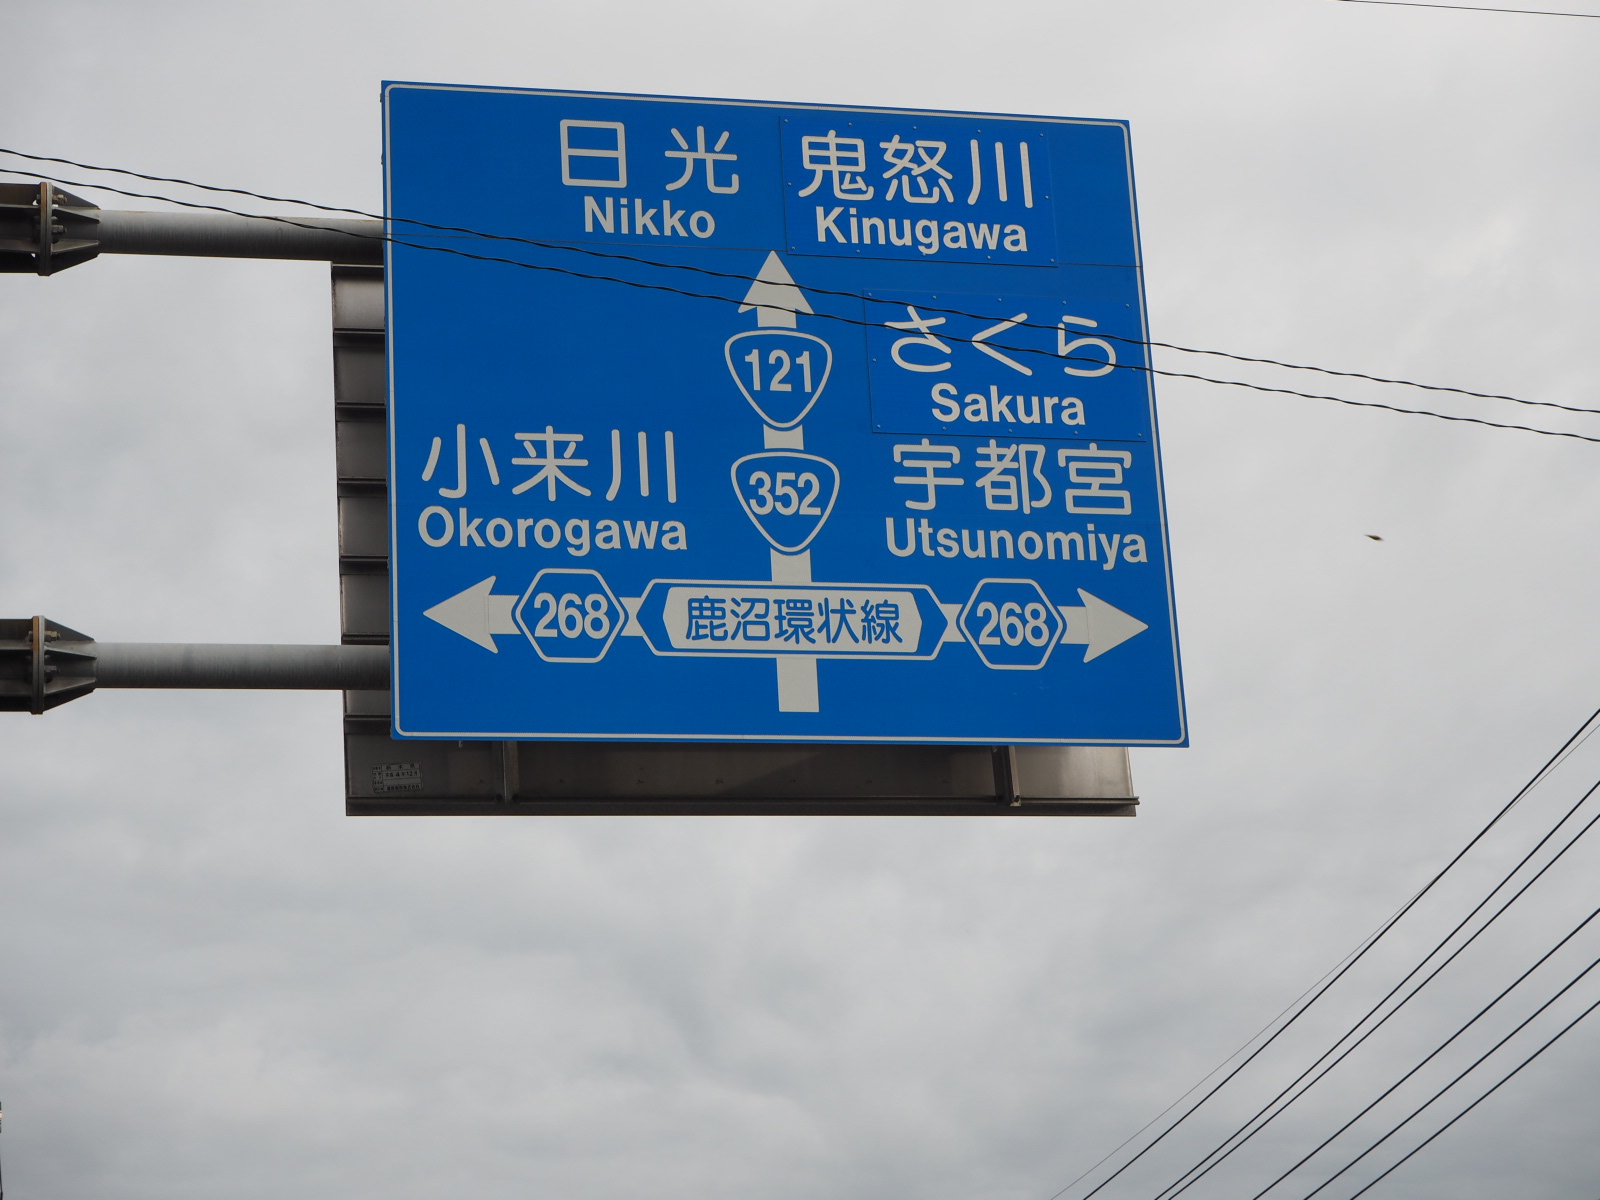 日光 鬼怒川
Nikko Kinugawa
121
さくら
Sakura
小来川 352 宇都宮
Okorogawa Utsunomiya
268 鹿沼環状線 268